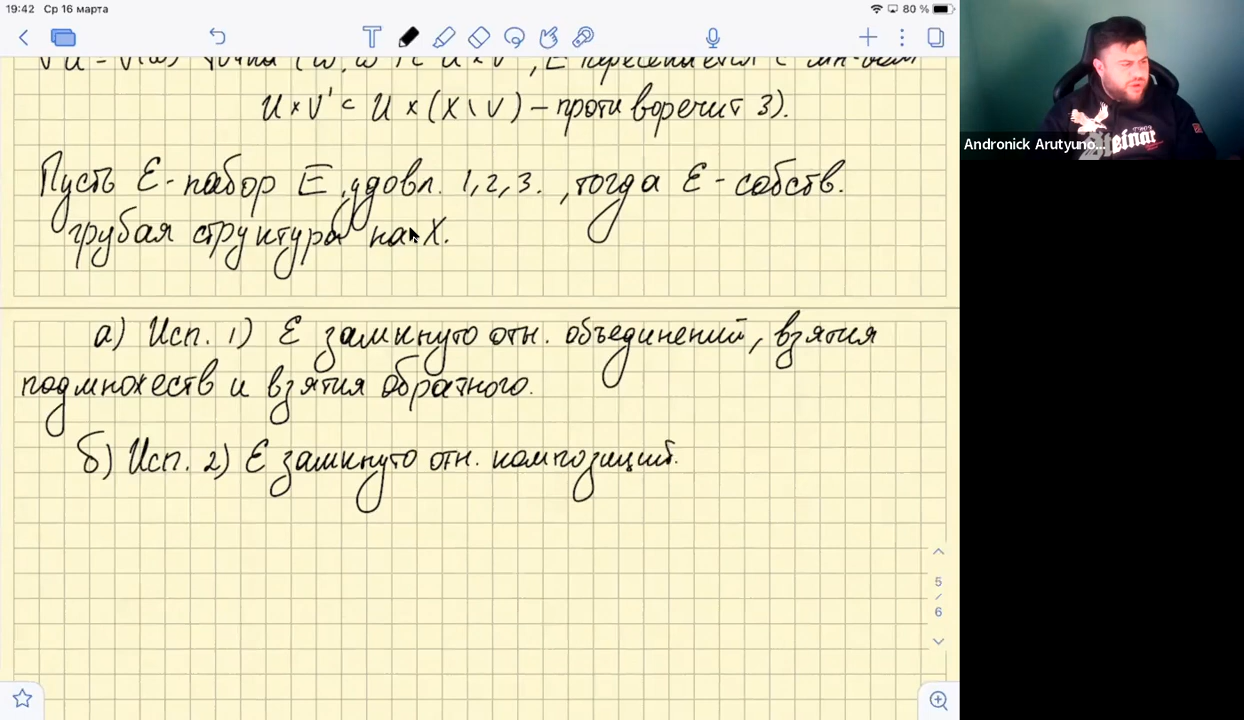 19:42 Ср 16 марта
80 %
U × V' ⊂ U × (X \ V) – противоречит 3).
Пусть Ɛ - набор E, удовл. 1, 2, 3. , тогда Ɛ - собств.
грубая структура на X.
а) Исп. 1) Ɛ замкнуто отн. объединений, взятия
подмножеств и взятия обратного.
б) Исп. 2) Ɛ замкнуто отн. композиций.
5
/
6
Andronick Arutyuno...
Stefnar